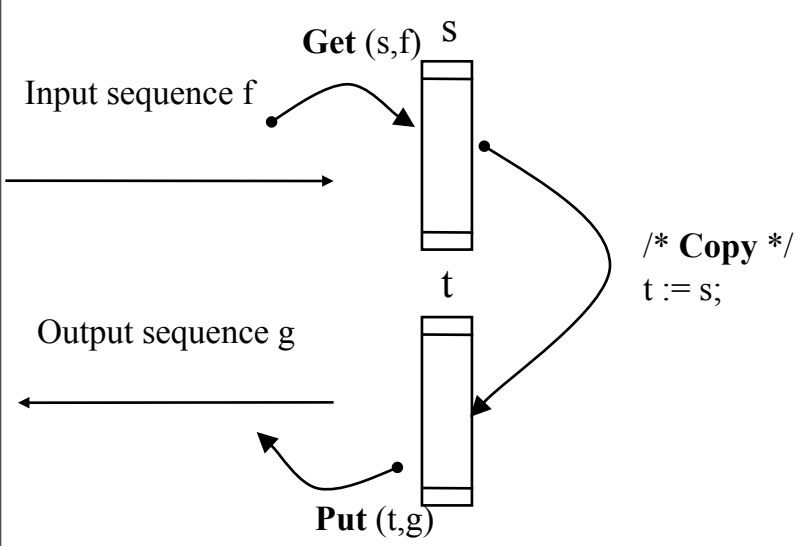 Get (s,f)
s
Input sequence f
/* Copy */
t := s;
t
Output sequence g
Put (t,g)